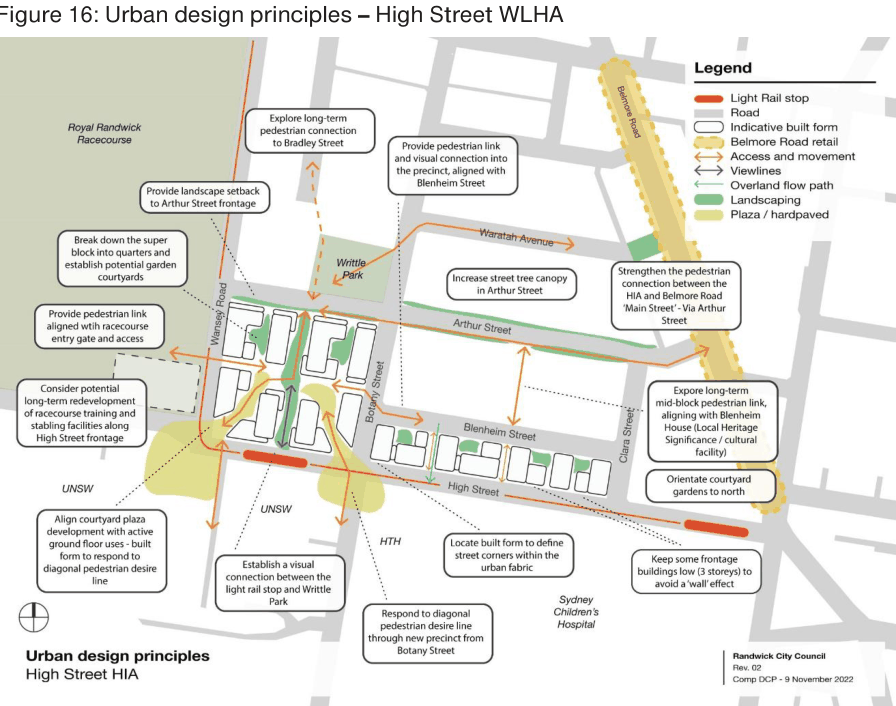 Figure 16: Urban design principles – High Street WLHA
Legend
Light Rail stop
Road
Indicative built form
Belmore Road retail
Access and movement
Viewlines
Overland flow path
Landscaping
Plaza / hardpaved
Belmore Road
Royal Randwick
Racecourse
Explore long-term
pedestrian connection
to Bradley Street
Provide pedestrian link
and visual connection into
the precinct, aligned with
Blenheim Street
Provide landscape setback
to Arthur Street frontage
Break down the super
block into quarters and
establish potential garden
courtyards
Waratah Avenue
Writtle
Park
Increase street tree canopy
in Arthur Street
Strengthen the pedestrian
connection between the
HIA and Belmore Road
'Main Street' - Via Arthur
Street
Provide pedestrian link
aligned wtih racecourse
entry gate and access
Wansey Road
Arthur Street
Consider potential
long-term redevelopment
of racecourse training and
stabling facilities along
High Street frontage
Botany Street
Blenheim Street
Clara Street
Expore long-term
mid-block pedestrian link,
aligning with Blenheim
House (Local Heritage
Significance / cultural
facility)
Orientate courtyard
gardens to north
High Street
UNSW
UNSW
HTH
Align courtyard plaza
development with active
ground floor uses - built
form to respond to
diagonal pedestrian desire
line
Establish a visual
connection between the
light rail stop and Writtle
Park
Locate built form to define
street corners within the
urban fabric
Keep some frontage
buildings low (3 storeys) to
avoid a 'wall' effect
Respond to diagonal
pedestrian desire line
through new precinct from
Botany Street
Sydney
Children's
Hospital
Urban design principles
High Street HIA
Randwick City Council
Rev. 02
Comp DCP - 9 November 2022